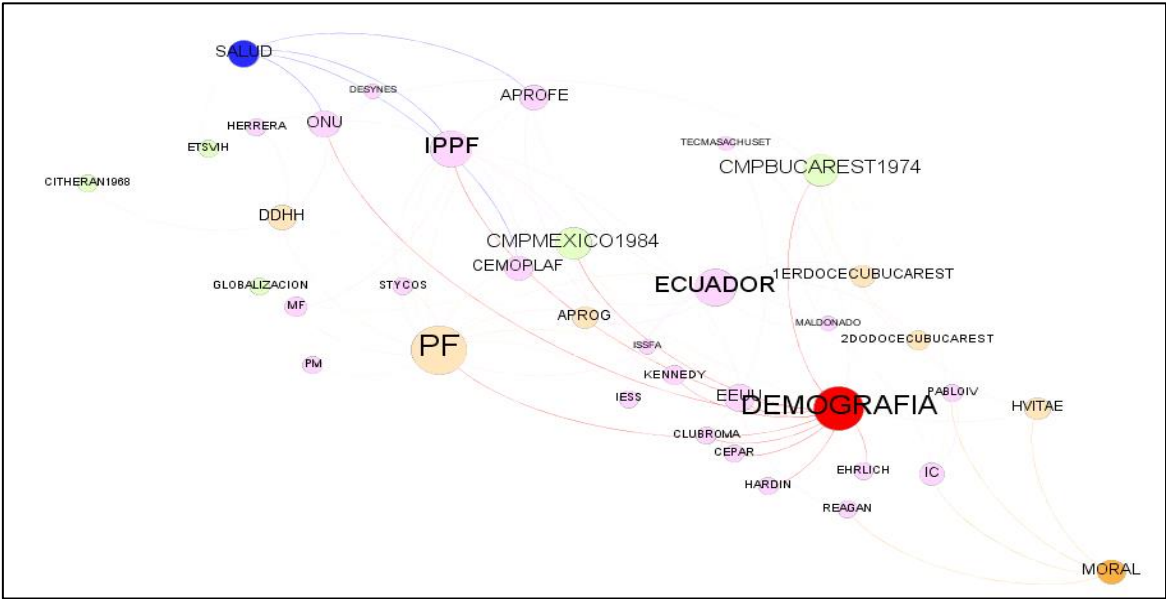 SALUD
DESYNES
APROFE
ONU
HERRERA
IPPF
ETSVIH
TECMASACHUSET
CMPBUCAREST1974
CITHERAN1968
DDHH
CMPMEXICO1984
CEMOPLAF
1ERDOCECUBUCAREST
ECUADOR
GLOBALIZACION
STYCOS
MF
APROG
MALDONADO
2DODOCECUBUCAREST
PF
ISSFA
PM
KENNEDY
IESS
EEUU
DEMOGRAFIA
PABLOIV
HVITAE
CLUBROMA
CEPAR
EHRLICH
IC
HARDIN
REAGAN
MORAL